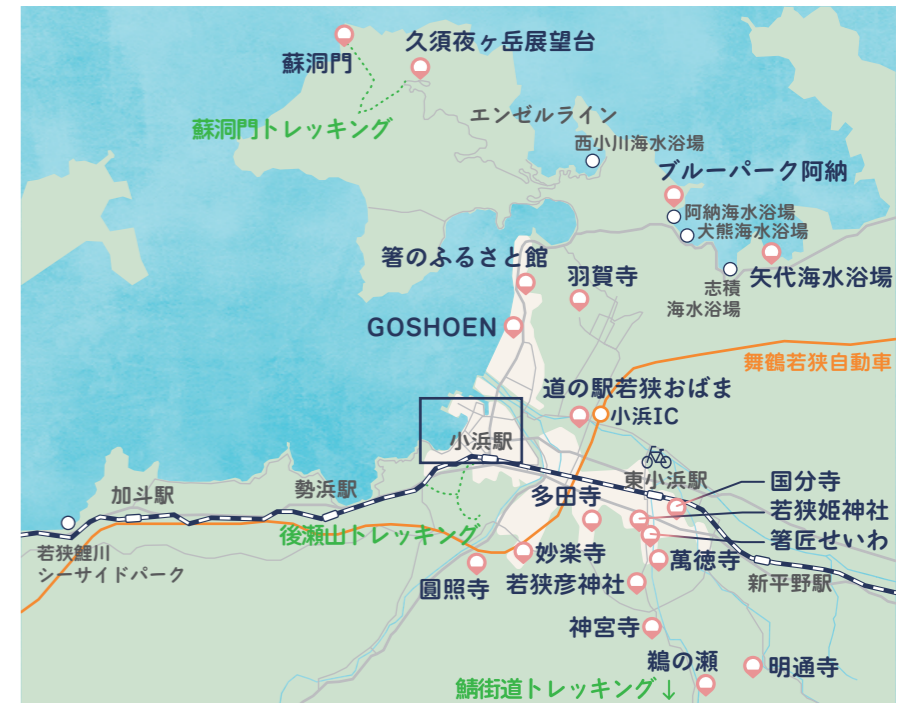 久須夜ヶ岳展望台
蘇洞門
エンゼルライン
蘇洞門トレッキング
西小川海水浴場
ブルーパーク阿納
阿納海水浴場
犬熊海水浴場
箸のふるさと館
羽賀寺
矢代海水浴場
志積
海水浴場
GOSHOEN
舞鶴若狭自動車
道の駅若狭おばま
小浜IC
小浜駅
東小浜駅
国分寺
加斗駅
勢浜駅
多田寺
若狭姫神社
後瀬山トレッキング
箸匠せいわ
若狭鯉川
シーサイドパーク
妙楽寺
萬徳寺
圓照寺
若狭彦神社
新平野駅
神宮寺
鵜の瀬
明通寺
鯖街道トレッキング↓